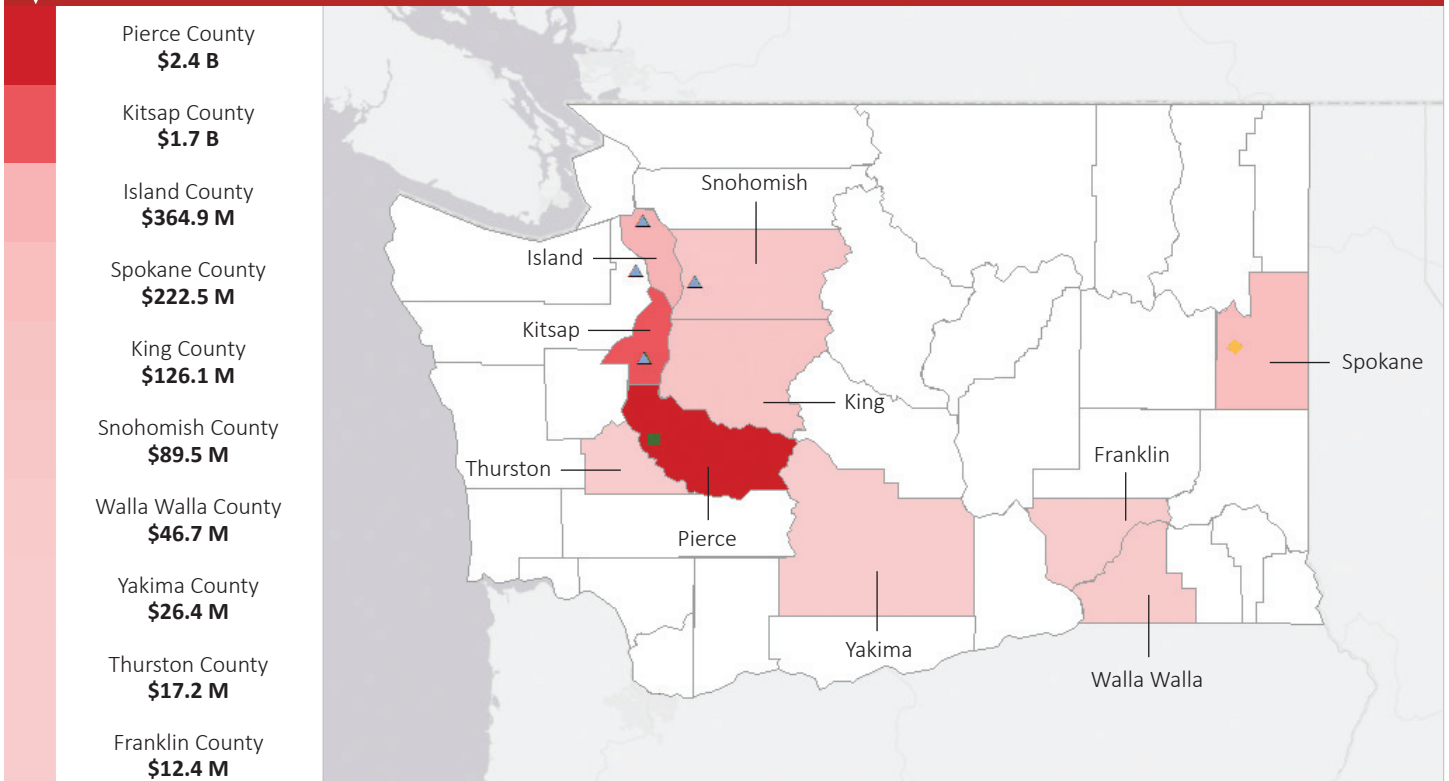 Pierce County
$2.4 B
Kitsap County
$1.7 B
Island County
$364.9 M
Spokane County
$222.5 M
King County
$126.1 M
Snohomish County
$89.5 M
Walla Walla County
$46.7 M
Yakima County
$26.4 M
Thurston County
$17.2 M
Franklin County
$12.4 M
Snohomish
Island
Kitsap
Spokane
King
Franklin
Thurston
Pierce
Yakima
Walla Walla